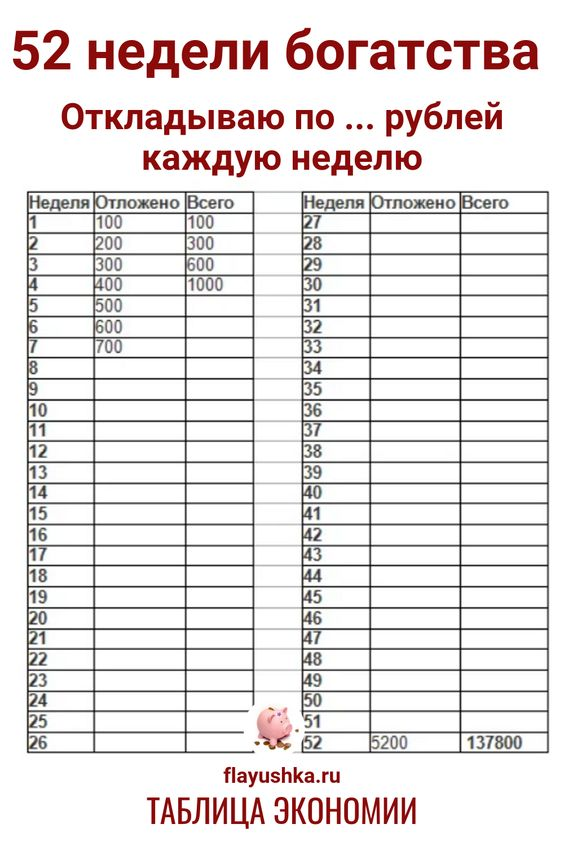 52 недели богатства
Откладываю по ... рублей
каждую неделю
Неделя Отложено Всего Неделя Отложено Всего
1 100 100 27
2 200 300 28
3 300 600 29
4 400 1000 30
5 500 31
6 600 32
7 700 33
8 34
9 35
10 36
11 37
12 38
13 39
14 40
15 41
16 42
17 43
18 44
19 45
20 46
21 47
22 48
23 49
24 50
25 51
26 52 5200 137800
flayushka.ru
ТАБЛИЦА ЭКОНОМИИ